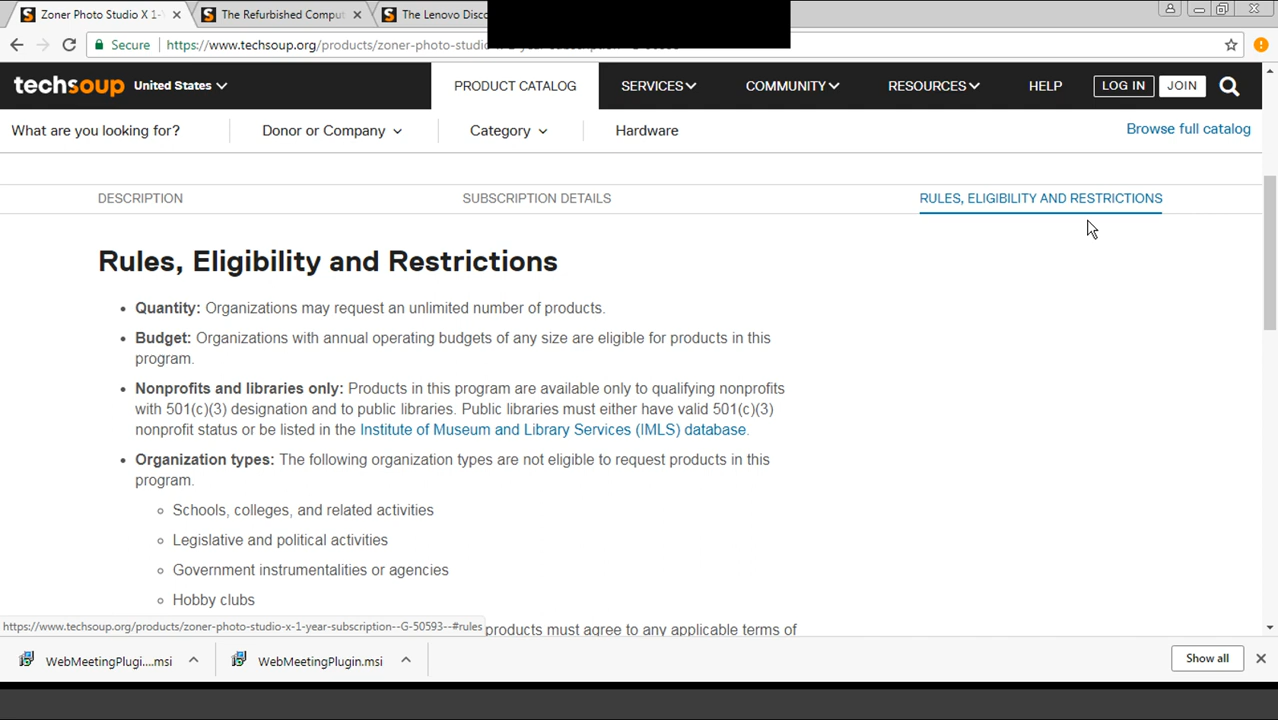 Zoner Photo Studio X 1-
The Refurbished Comput
The Lenovo Disco
Secure https://www.techsoup.org/products/zoner-photo-studio-x-1-year-subscription--G-50593--
techsoup United States PRODUCT CATALOG SERVICES COMMUNITY RESOURCES HELP LOG IN JOIN
What are you looking for? Donor or Company Category Hardware Browse full catalog
DESCRIPTION SUBSCRIPTION DETAILS RULES, ELIGIBILITY AND RESTRICTIONS
Rules, Eligibility and Restrictions
• Quantity: Organizations may request an unlimited number of products.
• Budget: Organizations with annual operating budgets of any size are eligible for products in this
program.
• Nonprofits and libraries only: Products in this program are available only to qualifying nonprofits
with 501(c)(3) designation and to public libraries. Public libraries must either have valid 501(c)(3)
nonprofit status or be listed in the Institute of Museum and Library Services (IMLS) database.
• Organization types: The following organization types are not eligible to request products in this
program.
Schools, colleges, and related activities
Legislative and political activities
Government instrumentalities or agencies
Hobby clubs
https://www.techsoup.org/products/zoner-photo-studio-x-1-year-subscription--G-50593--#rules
products must agree to any applicable terms of
WebMeetingPlugi....msi WebMeetingPlugin.msi Show all